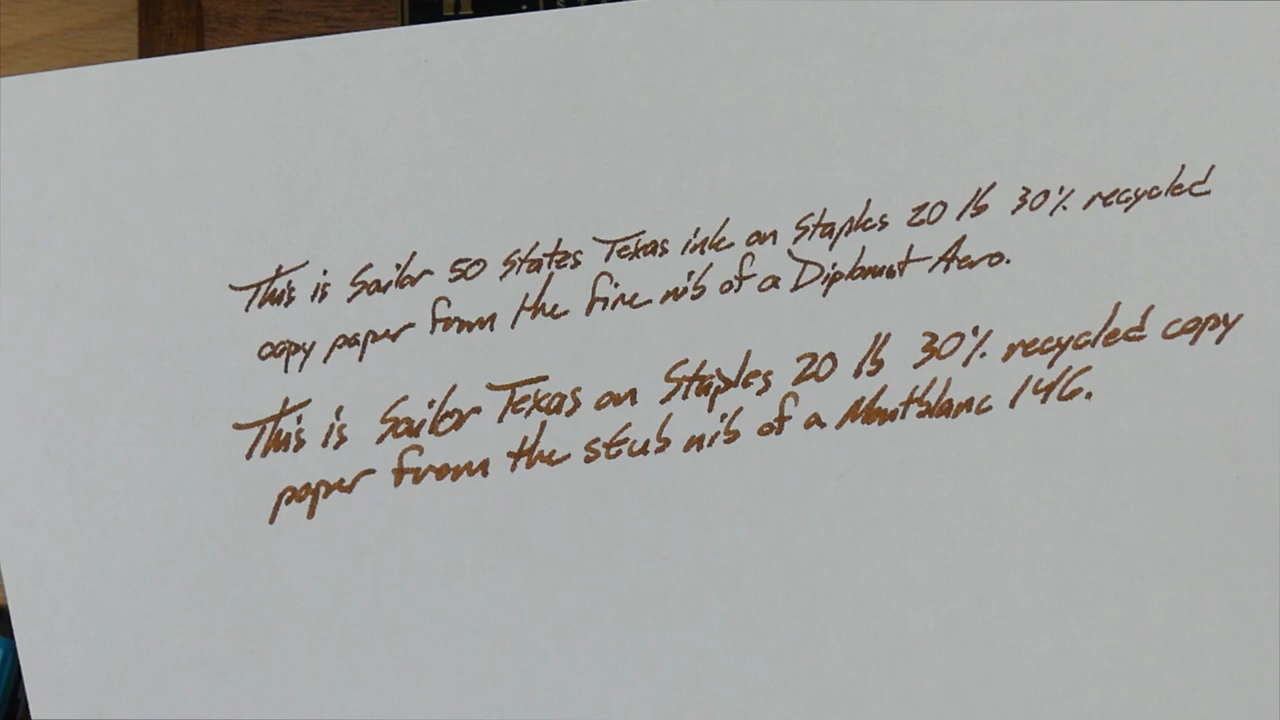 This is Sailor 50 States Texas ink on Staples 20 lb 30% recycled
copy paper from the fine nib of a Diplomat Aero.
This is Sailor Texas on Staples 20 lb 30% recycled copy
paper from the stub nib of a Montblanc 146.